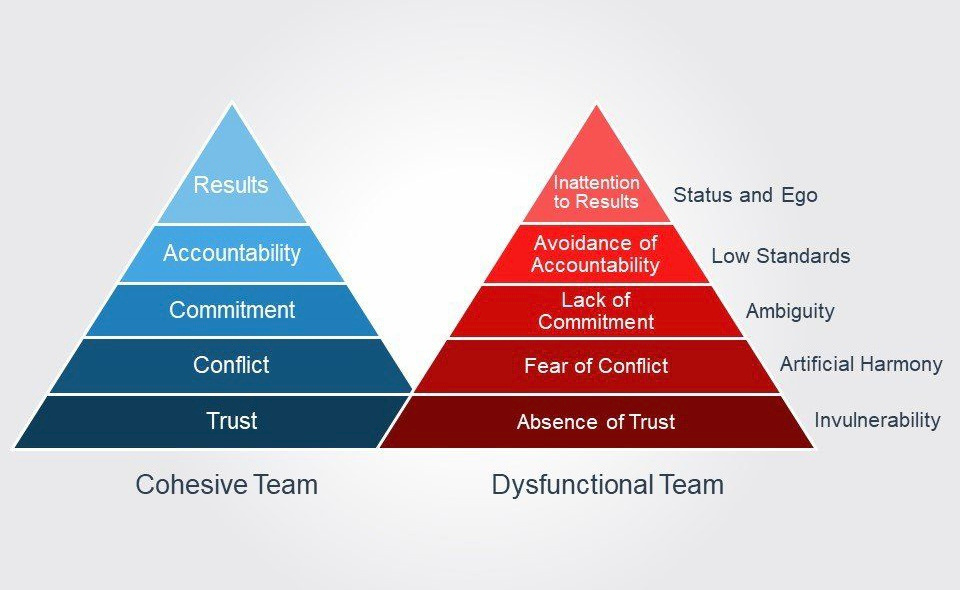 Results
Accountability
Commitment
Conflict
Trust
Cohesive Team
Inattention
to Results
Status and Ego
Avoidance of
Accountability
Low Standards
Lack of
Commitment
Ambiguity
Fear of Conflict
Artificial Harmony
Absence of Trust
Invulnerability
Dysfunctional Team